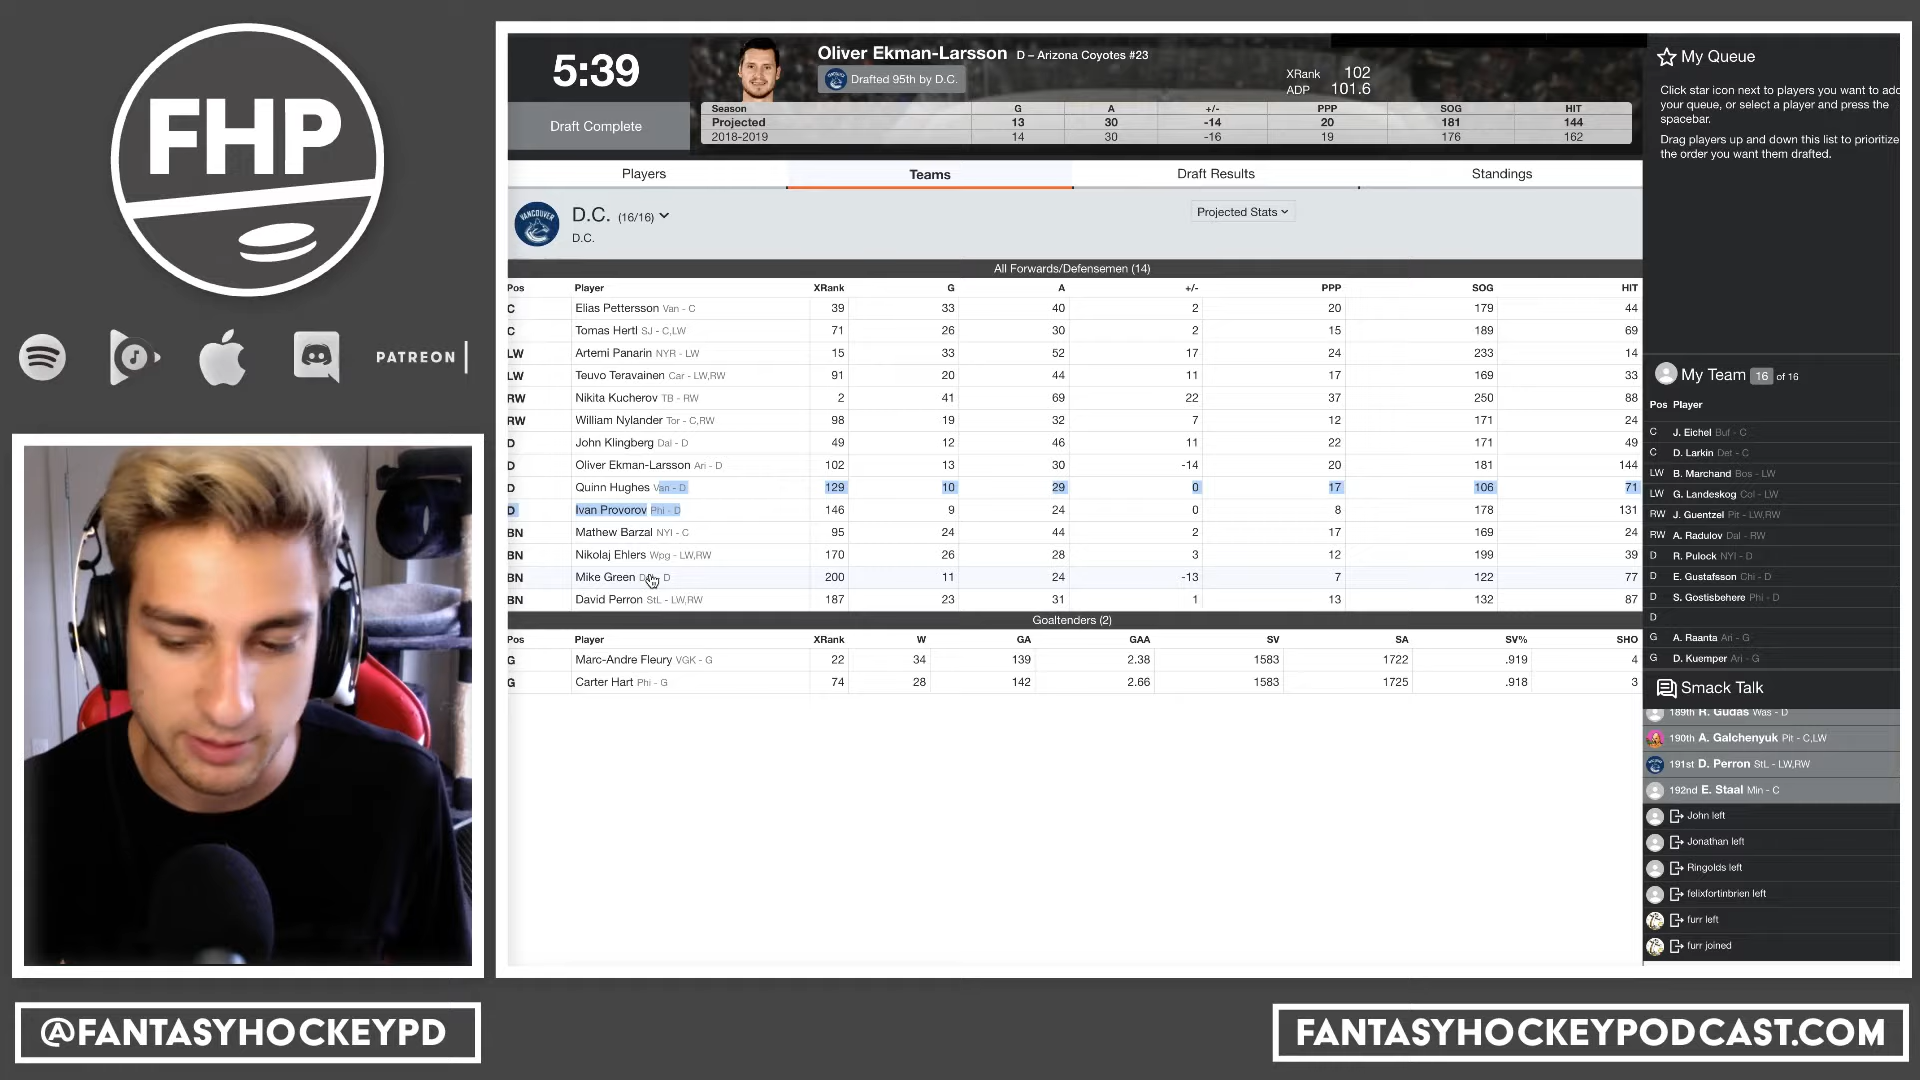 FHP
PATREON
5:39
Draft Complete
Oliver Ekman-Larsson D – Arizona Coyotes #23
Drafted 95th by D.C.
XRank 102
ADP 101.6
Season G A +/- PPP SOG HIT
Projected 13 30 -14 20 181 144
2018-2019 14 30 -16 19 176 162
Players Teams Draft Results Standings
D.C. (16/16)
D.C.
Projected Stats
All Forwards/Defensemen (14)
Pos Player XRank G A +/- PPP SOG HIT
C Elias Pettersson Van - C 39 33 40 2 20 179 44
C Tomas Hertl SJ - C,LW 71 26 30 2 15 189 69
LW Artemi Panarin NYR - LW 15 33 52 17 24 233 14
LW Teuvo Teravainen Car - LW,RW 91 20 44 11 17 169 33
RW Nikita Kucherov TB - RW 2 41 69 22 37 250 88
RW William Nylander Tor - C,RW 98 19 32 7 12 171 24
D John Klingberg Dal - D 49 12 46 11 22 171 49
D Oliver Ekman-Larsson Ari - D 102 13 30 -14 20 181 144
D Quinn Hughes Van - D 129 10 29 0 17 106 71
D Ivan Provorov Phi - D 146 9 24 0 8 178 131
BN Mathew Barzal NYI - C 95 24 44 2 17 169 24
BN Nikolaj Ehlers Wpg - LW,RW 170 26 28 3 12 199 39
BN Mike Green D 200 11 24 -13 7 122 77
BN David Perron StL - LW,RW 187 23 31 1 13 132 87
Goaltenders (2)
Pos Player XRank W GA GAA SV SA SV% SHO
G Marc-Andre Fleury VGK - G 22 34 139 2.38 1583 1722 .919 4
G Carter Hart Phi - G 74 28 142 2.66 1583 1725 .918 3
My Queue
Click star icon next to players you want to add
your queue, or select a player and press the
spacebar.
Drag players up and down this list to prioritize
the order you want them drafted.
My Team 16 of 16
Pos Player
C J. Eichel Buf - C
C D. Larkin Det - C
LW B. Marchand Bos - LW
LW G. Landeskog Col - LW
RW J. Guentzel Pit - LW,RW
RW A. Radulov Dal - RW
D R. Pulock NYI - D
D E. Gustafsson Chi - D
D S. Gostisbehere Phi - D
D
G A. Raanta Ari - G
G D. Kuemper Ari - G
Smack Talk
189th R. Gudas Was - D
190th A. Galchenyuk Pit - C,LW
191st D. Perron StL - LW,RW
192nd E. Staal Min - C
John left
Jonathan left
Ringolds left
felixfortinbrien left
furr left
furr joined
@FANTASYHOCKEYPD
FANTASYHOCKEYPODCAST.COM